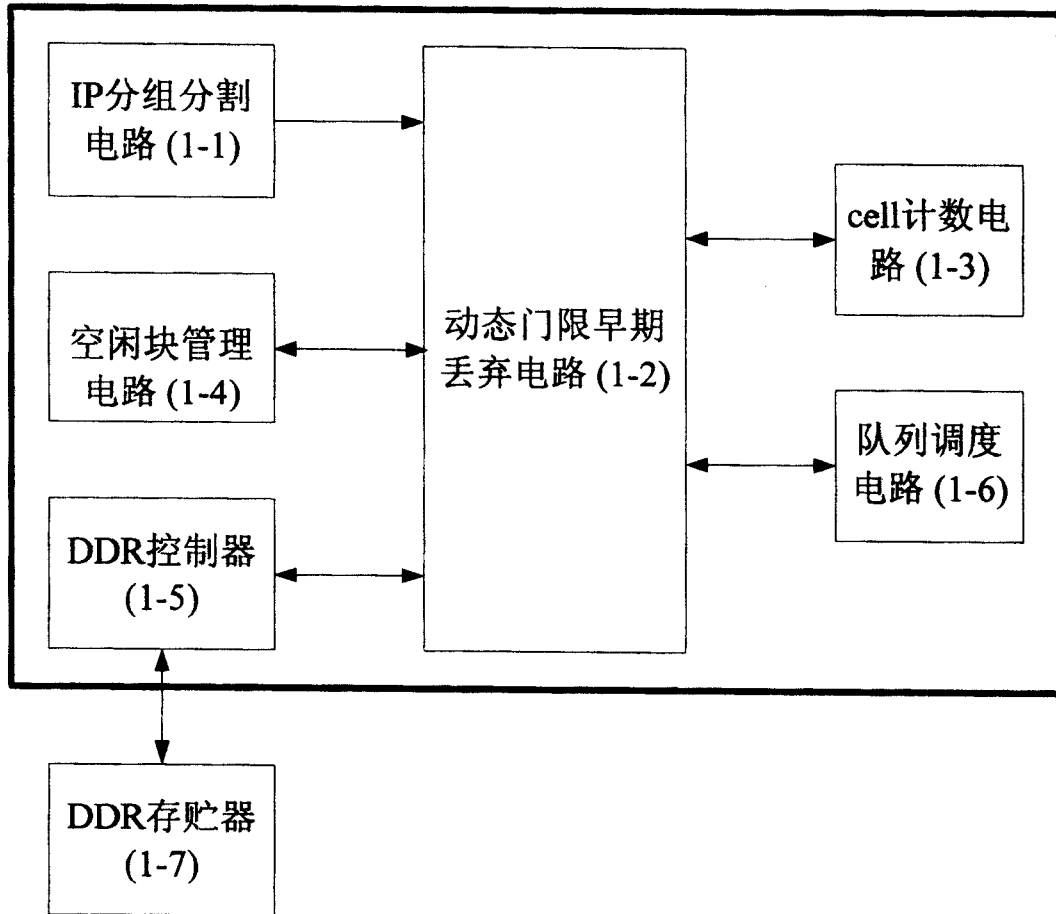 IP分组分割
电路 (1-1)
cell计数电
路 (1-3)
空闲块管理
电路 (1-4)
动态门限早期
丢弃电路 (1-2)
队列调度
电路 (1-6)
DDR控制器
(1-5)
DDR存贮器
(1-7)